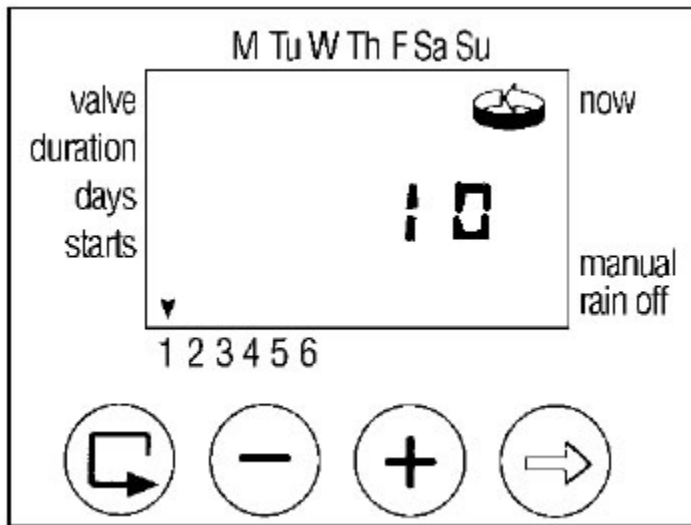 M Tu W Th F Sa Su
valve
now
duration
days
10
starts
manual
rain off
1 2 3 4 5 6